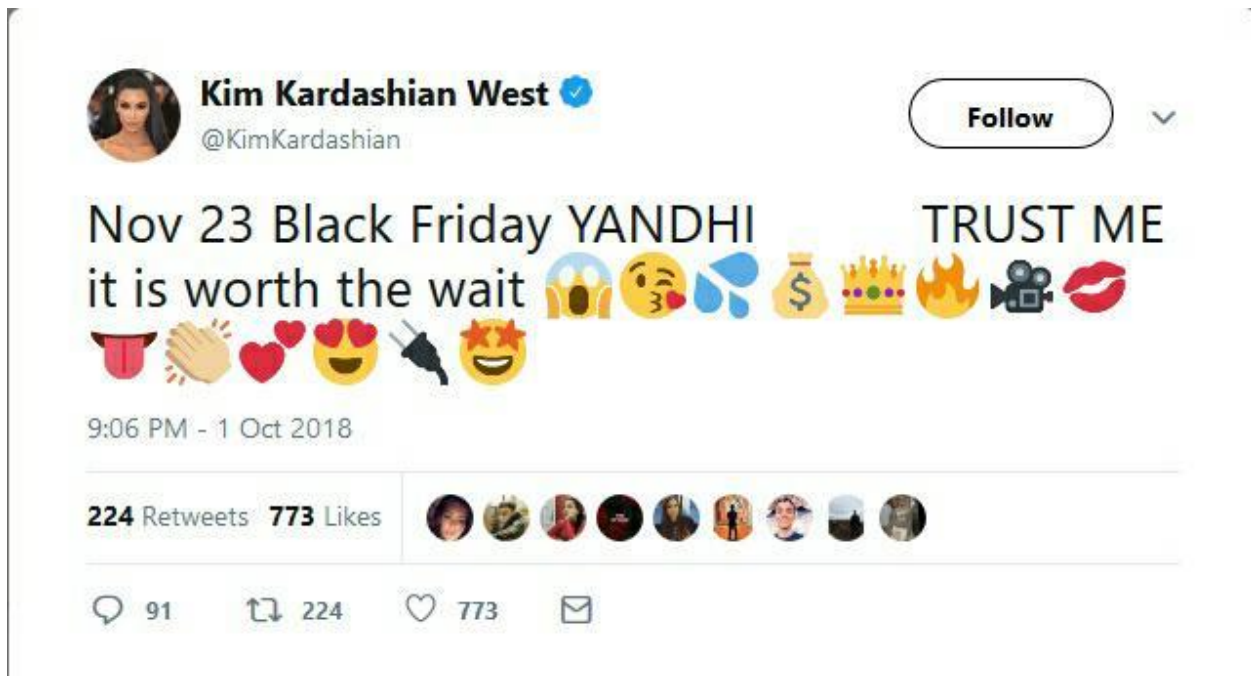 Kim Kardashian West
@KimKardashian
Follow
Nov 23 Black Friday YANDHI TRUST ME
it is worth the wait 😱😘💦💰👑🔥🎥💋
👅👏🏼💕😍🔌🤩
9:06 PM - 1 Oct 2018
224 Retweets 773 Likes
91 224 773